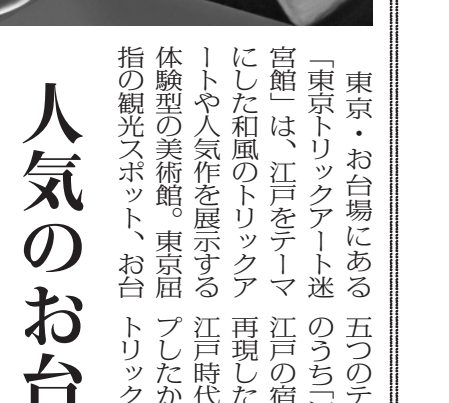 東京・お台場にある
「東京トリックアート迷
宮館」は、江戸をテーマ
にした和風のトリックア
ートや人気作を展示する
体験型の美術館。東京屈
指の観光スポット、お台
五つのテ
のうち「
江戸の宿
再現した
江戸時代
プしたか
トリック
人気のお台